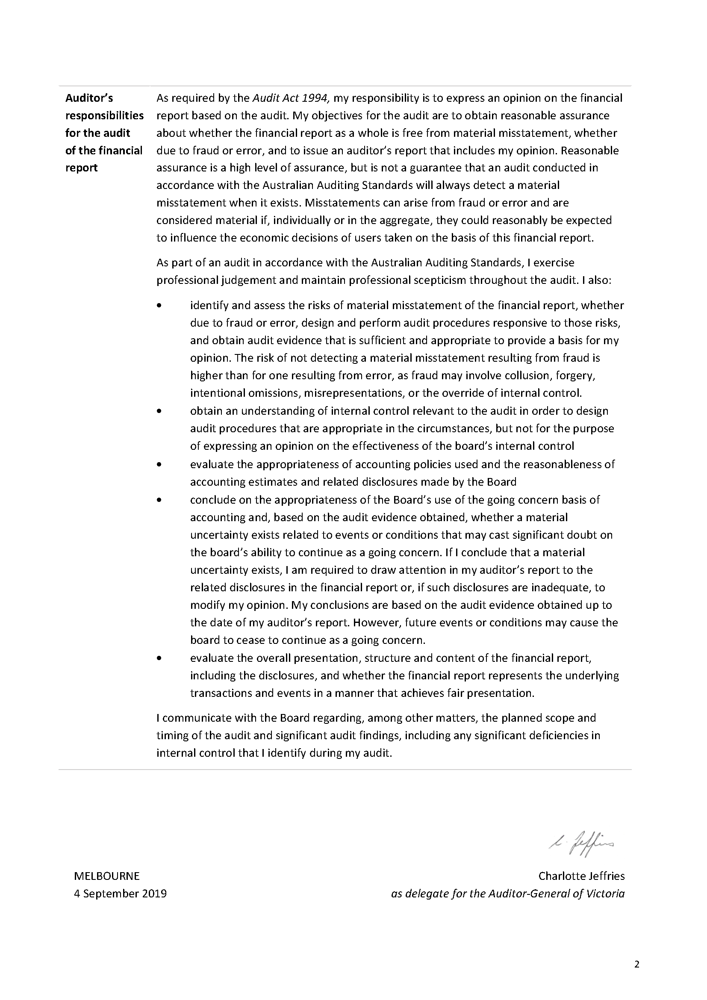 Auditor's
responsibilities
for the audit
of the financial
report
As required by the Audit Act 1994, my responsibility is to express an opinion on the financial
report based on the audit. My objectives for the audit are to obtain reasonable assurance
about whether the financial report as a whole is free from material misstatement, whether
due to fraud or error, and to issue an auditor's report that includes my opinion. Reasonable
assurance is a high level of assurance, but is not a guarantee that an audit conducted in
accordance with the Australian Auditing Standards will always detect a material
misstatement when it exists. Misstatements can arise from fraud or error and are
considered material if, individually or in the aggregate, they could reasonably be expected
to influence the economic decisions of users taken on the basis of this financial report.
As part of an audit in accordance with the Australian Auditing Standards, I exercise
professional judgement and maintain professional scepticism throughout the audit. I also:
• identify and assess the risks of material misstatement of the financial report, whether
due to fraud or error, design and perform audit procedures responsive to those risks,
and obtain audit evidence that is sufficient and appropriate to provide a basis for my
opinion. The risk of not detecting a material misstatement resulting from fraud is
higher than for one resulting from error, as fraud may involve collusion, forgery,
intentional omissions, misrepresentations, or the override of internal control.
• obtain an understanding of internal control relevant to the audit in order to design
audit procedures that are appropriate in the circumstances, but not for the purpose
of expressing an opinion on the effectiveness of the board's internal control
• evaluate the appropriateness of accounting policies used and the reasonableness of
accounting estimates and related disclosures made by the Board
• conclude on the appropriateness of the Board's use of the going concern basis of
accounting and, based on the audit evidence obtained, whether a material
uncertainty exists related to events or conditions that may cast significant doubt on
the board's ability to continue as a going concern. If I conclude that a material
uncertainty exists, I am required to draw attention in my auditor's report to the
related disclosures in the financial report or, if such disclosures are inadequate, to
modify my opinion. My conclusions are based on the audit evidence obtained up to
the date of my auditor's report. However, future events or conditions may cause the
board to cease to continue as a going concern.
• evaluate the overall presentation, structure and content of the financial report,
including the disclosures, and whether the financial report represents the underlying
transactions and events in a manner that achieves fair presentation.
I communicate with the Board regarding, among other matters, the planned scope and
timing of the audit and significant audit findings, including any significant deficiencies in
internal control that I identify during my audit.
MELBOURNE
4 September 2019
C. Jeffries
Charlotte Jeffries
as delegate for the Auditor-General of Victoria
2